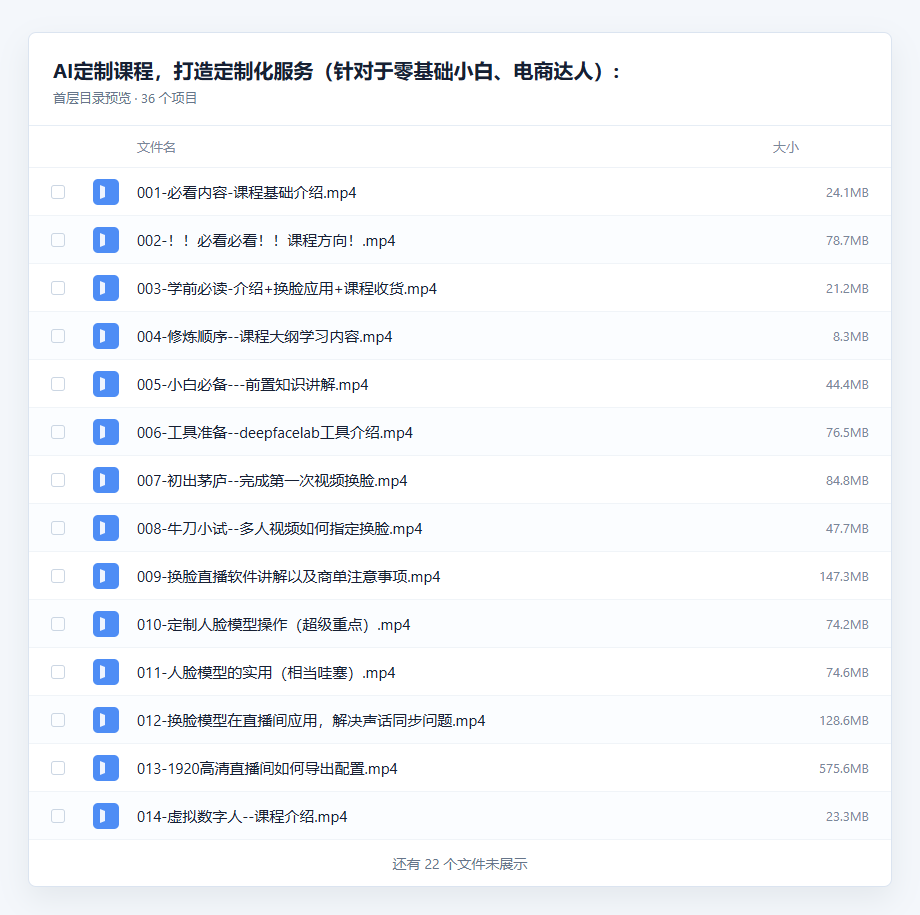 AI定制课程，打造定制化服务（针对于零基础小白、电商达人）：
首层目录预览 · 36 个项目
文件名 大小
001-必看内容-课程基础介绍.mp4 24.1MB
002-！！必看必看！！课程方向！.mp4 78.7MB
003-学前必读-介绍+换脸应用+课程收货.mp4 21.2MB
004-修炼顺序--课程大纲学习内容.mp4 8.3MB
005-小白必备---前置知识讲解.mp4 44.4MB
006-工具准备--deepfacelab工具介绍.mp4 76.5MB
007-初出茅庐--完成第一次视频换脸.mp4 84.8MB
008-牛刀小试--多人视频如何指定换脸.mp4 47.7MB
009-换脸直播软件讲解以及商单注意事项.mp4 147.3MB
010-定制人脸模型操作（超级重点）.mp4 74.2MB
011-人脸模型的实用（相当哇塞）.mp4 74.6MB
012-换脸模型在直播间应用，解决声话同步问题.mp4 128.6MB
013-1920高清直播间如何导出配置.mp4 575.6MB
014-虚拟数字人--课程介绍.mp4 23.3MB
还有 22 个文件未展示